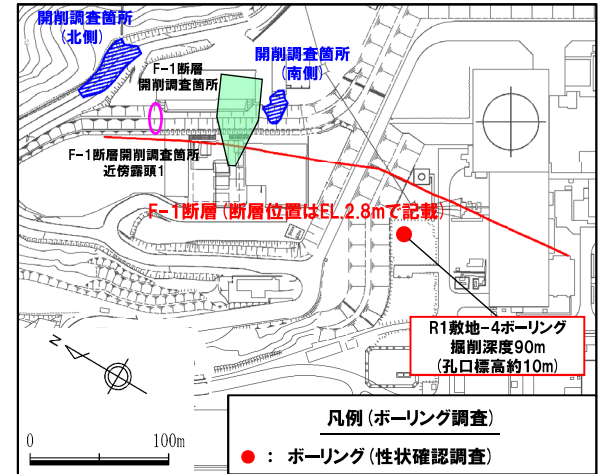 開削調査箇所
(北側)
F-1断層
開削調査箇所
開削調査箇所
(南側)
F-1断層開削調査箇所
近傍露頭1
F-1断層(断層位置はEL.2.8mで記載)
R1敷地-4ボーリング
掘削深度90m
(孔口標高約10m)
N
0 100m
凡例(ボーリング調査)
●：ボーリング(性状確認調査)